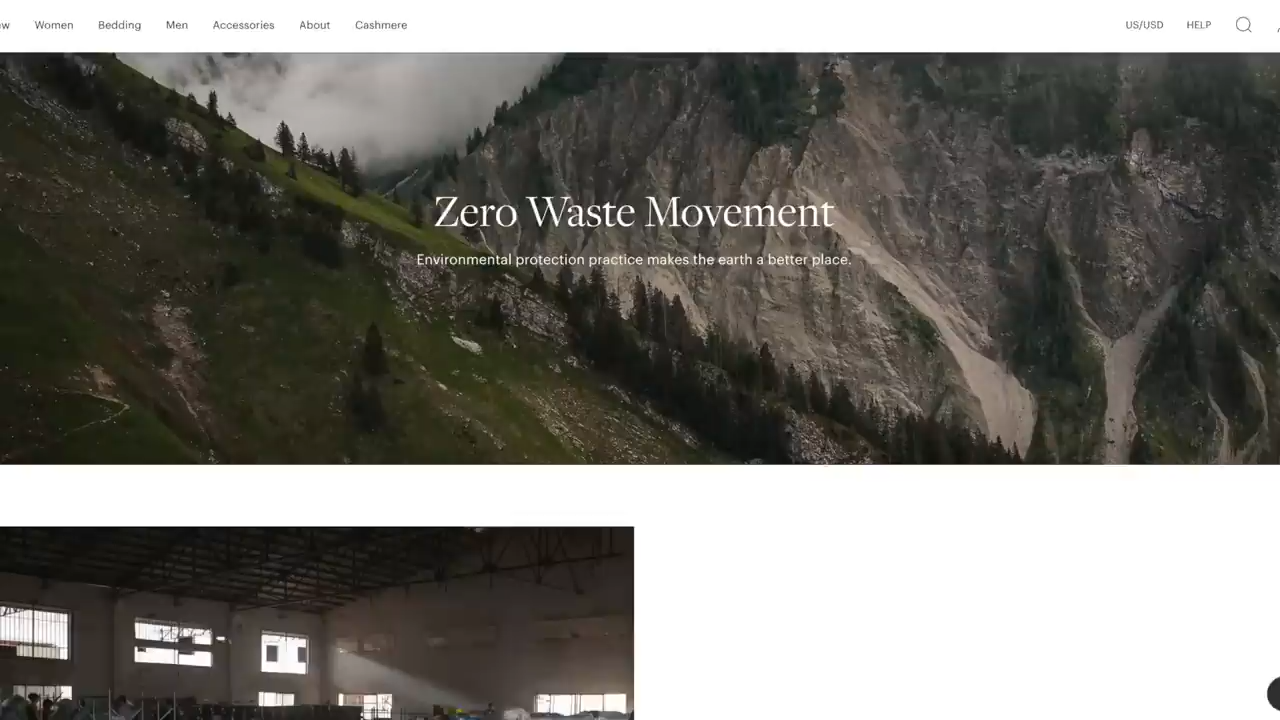 Women Bedding Men Accessories About Cashmere US/USD HELP
Zero Waste Movement
Environmental protection practice makes the earth a better place.